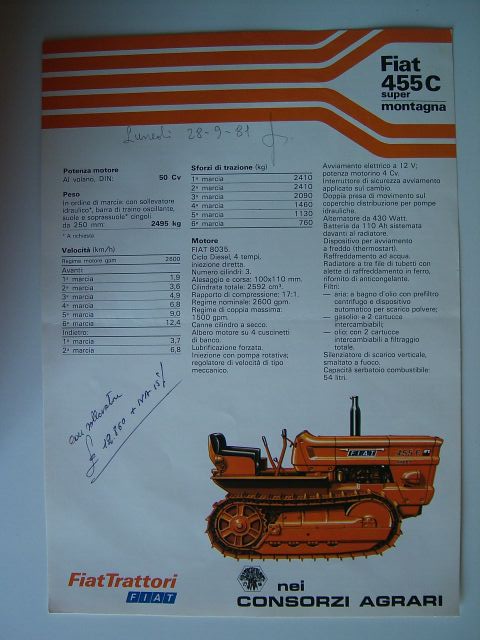 Fiat
455C
super
montagna
Lunedì 28-9-81
Potenza motore
Al volano, DIN: 50 Cv
Peso
In ordine di marcia: con sollevatore
idraulico*, barra di traino oscillante,
suole e soprassuole* cingoli
da 250 mm: 2495 kg
* A richiesta
Velocità (km/h)
Regime motore gpm 2600
Avanti:
1ª marcia 1,9
2ª marcia 3,6
3ª marcia 4,9
4ª marcia 6,8
5ª marcia 9,0
6ª marcia 12,4
Indietro:
1ª marcia 3,7
2ª marcia 6,8
Sforzi di trazione (kg)
1ª marcia 2410
2ª marcia 2410
3ª marcia 2090
4ª marcia 1460
5ª marcia 1130
6ª marcia 760
Motore
FIAT 8035.
Ciclo Diesel, 4 tempi.
iniezione diretta.
Numero cilindri: 3.
Alesaggio e corsa: 100x110 mm.
Cilindrata totale: 2592 cm³.
Rapporto di compressione: 17:1.
Regime nominale: 2600 gpm.
Regime di coppia massima:
1500 gpm.
Canne cilindro a secco.
Albero motore su 4 cuscinetti
di banco.
Lubrificazione forzata.
Iniezione con pompa rotativa;
regolatore di velocità di tipo
meccanico.
Avviamento elettrico a 12 V;
potenza motorino 4 Cv.
Interruttore di sicurezza avviamento
applicato sul cambio.
Doppia presa di movimento sul
coperchio distribuzione per pompe
idrauliche.
Alternatore da 430 Watt.
Batteria da 110 Ah sistemata
davanti al radiatore.
Dispositivo per avviamento
a freddo (thermostart).
Raffreddamento ad acqua.
Radiatore a tre file di tubetti con
alette di raffreddamento in ferro,
rifornito di anticongelante.
Filtri:
— aria: a bagno d'olio con prefiltro
centrifugo e dispositivo
automatico per scarico polvere;
— gasolio: a 2 cartucce
intercambiabili;
— olio: con 2 cartucce
intercambiabili a filtraggio
totale.
Silenziatore di scarico verticale,
smaltato a fuoco.
Capacità serbatoio combustibile:
54 litri.
con sollevatore
£ 12.860 + IVA 15%
FIAT
455 C
FiatTrattori
FIAT
nei
CONSORZI AGRARI